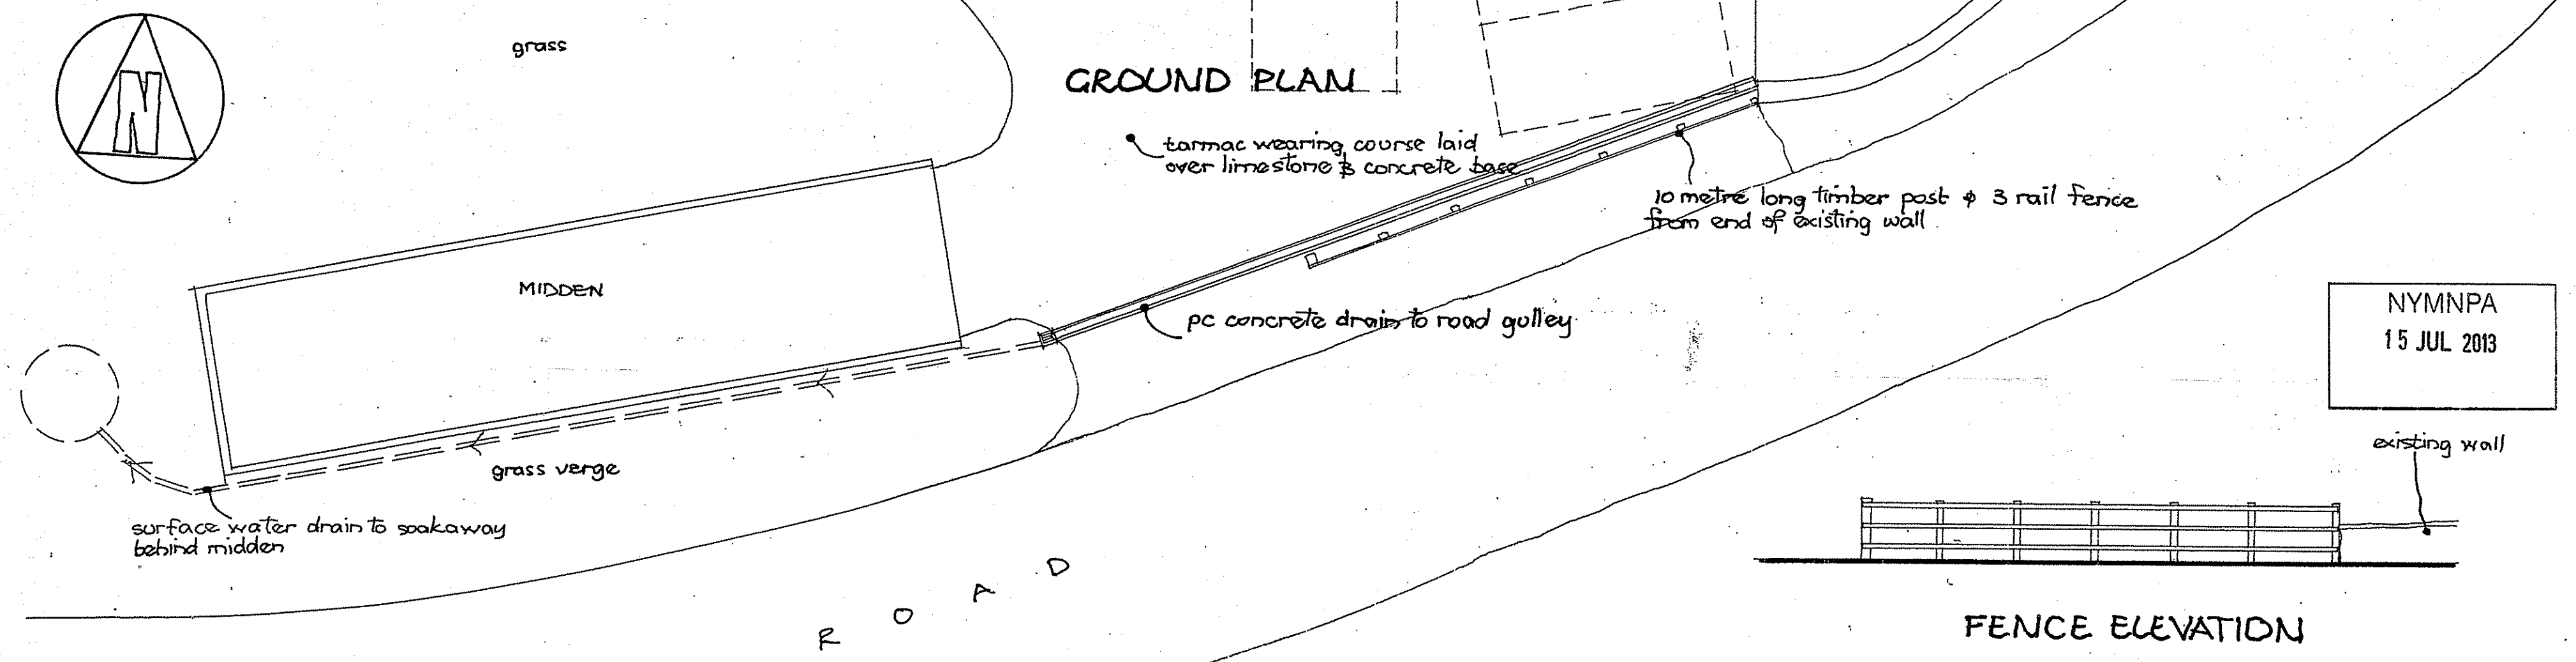 N
grass
GROUND PLAN
tarmac wearing course laid
over limestone & concrete base
10 metre long timber post & 3 rail fence
from end of existing wall
MIDDEN
pc concrete drain to road gulley
NYMNPA
15 JUL 2013
existing wall
grass verge
surface water drain to soakaway
behind midden
ROAD
FENCE ELEVATION